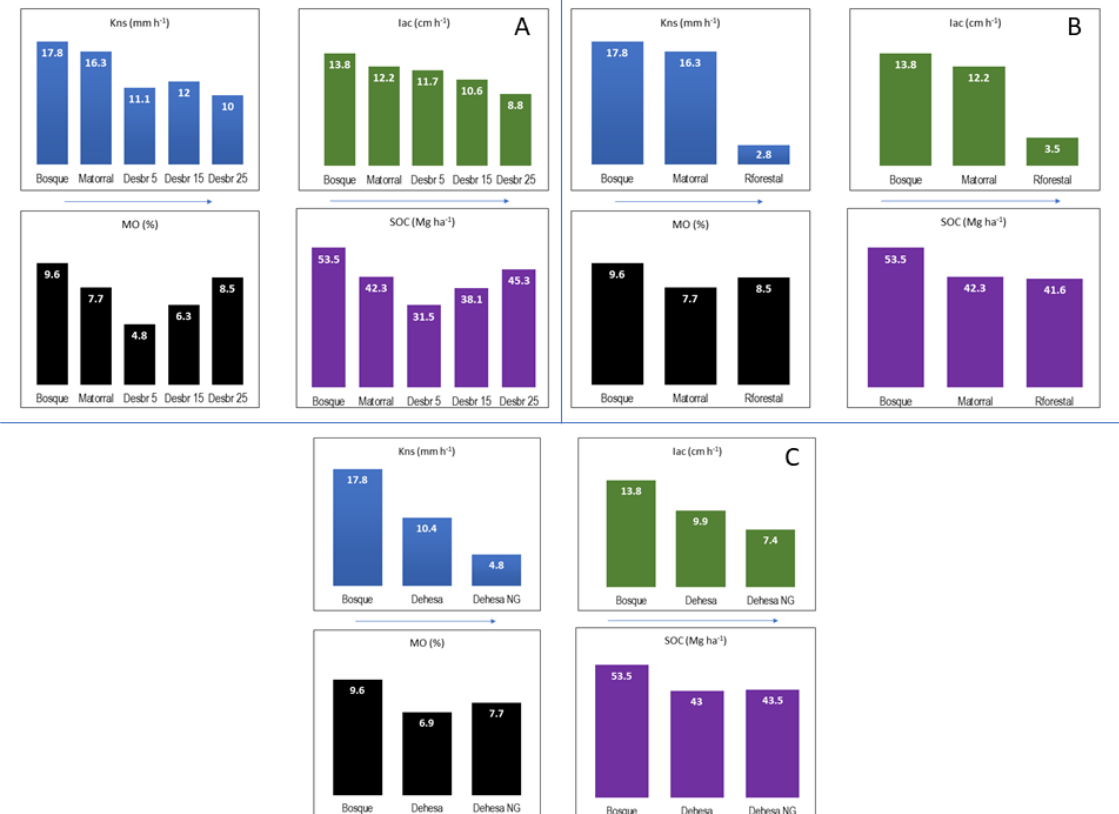 A
Kns (mm h⁻¹)
17.8
16.3
11.1
12
10
Bosque Matorral Desbr 5 Desbr 15 Desbr 25
Iac (cm h⁻¹)
13.8
12.2
11.7
10.6
8.8
Bosque Matorral Desbr 5 Desbr 15 Desbr 25
MO (%)
9.6
7.7
4.8
6.3
8.5
Bosque Matorral Desbr 5 Desbr 15 Desbr 25
SOC (Mg ha⁻¹)
53.5
42.3
31.5
38.1
45.3
Bosque Matorral Desbr 5 Desbr 15 Desbr 25
B
Kns (mm h⁻¹)
17.8
16.3
2.8
Bosque Matorral Rforestal
Iac (cm h⁻¹)
13.8
12.2
3.5
Bosque Matorral Rforestal
MO (%)
9.6
7.7
8.5
Bosque Matorral Rforestal
SOC (Mg ha⁻¹)
53.5
42.3
41.6
Bosque Matorral Rforestal
C
Kns (mm h⁻¹)
17.8
10.4
4.8
Bosque Dehesa Dehesa NG
Iac (cm h⁻¹)
13.8
9.9
7.4
Bosque Dehesa Dehesa NG
MO (%)
9.6
6.9
7.7
Bosque Dehesa Dehesa NG
SOC (Mg ha⁻¹)
53.5
43
43.5
Bosque Dehesa Dehesa NG